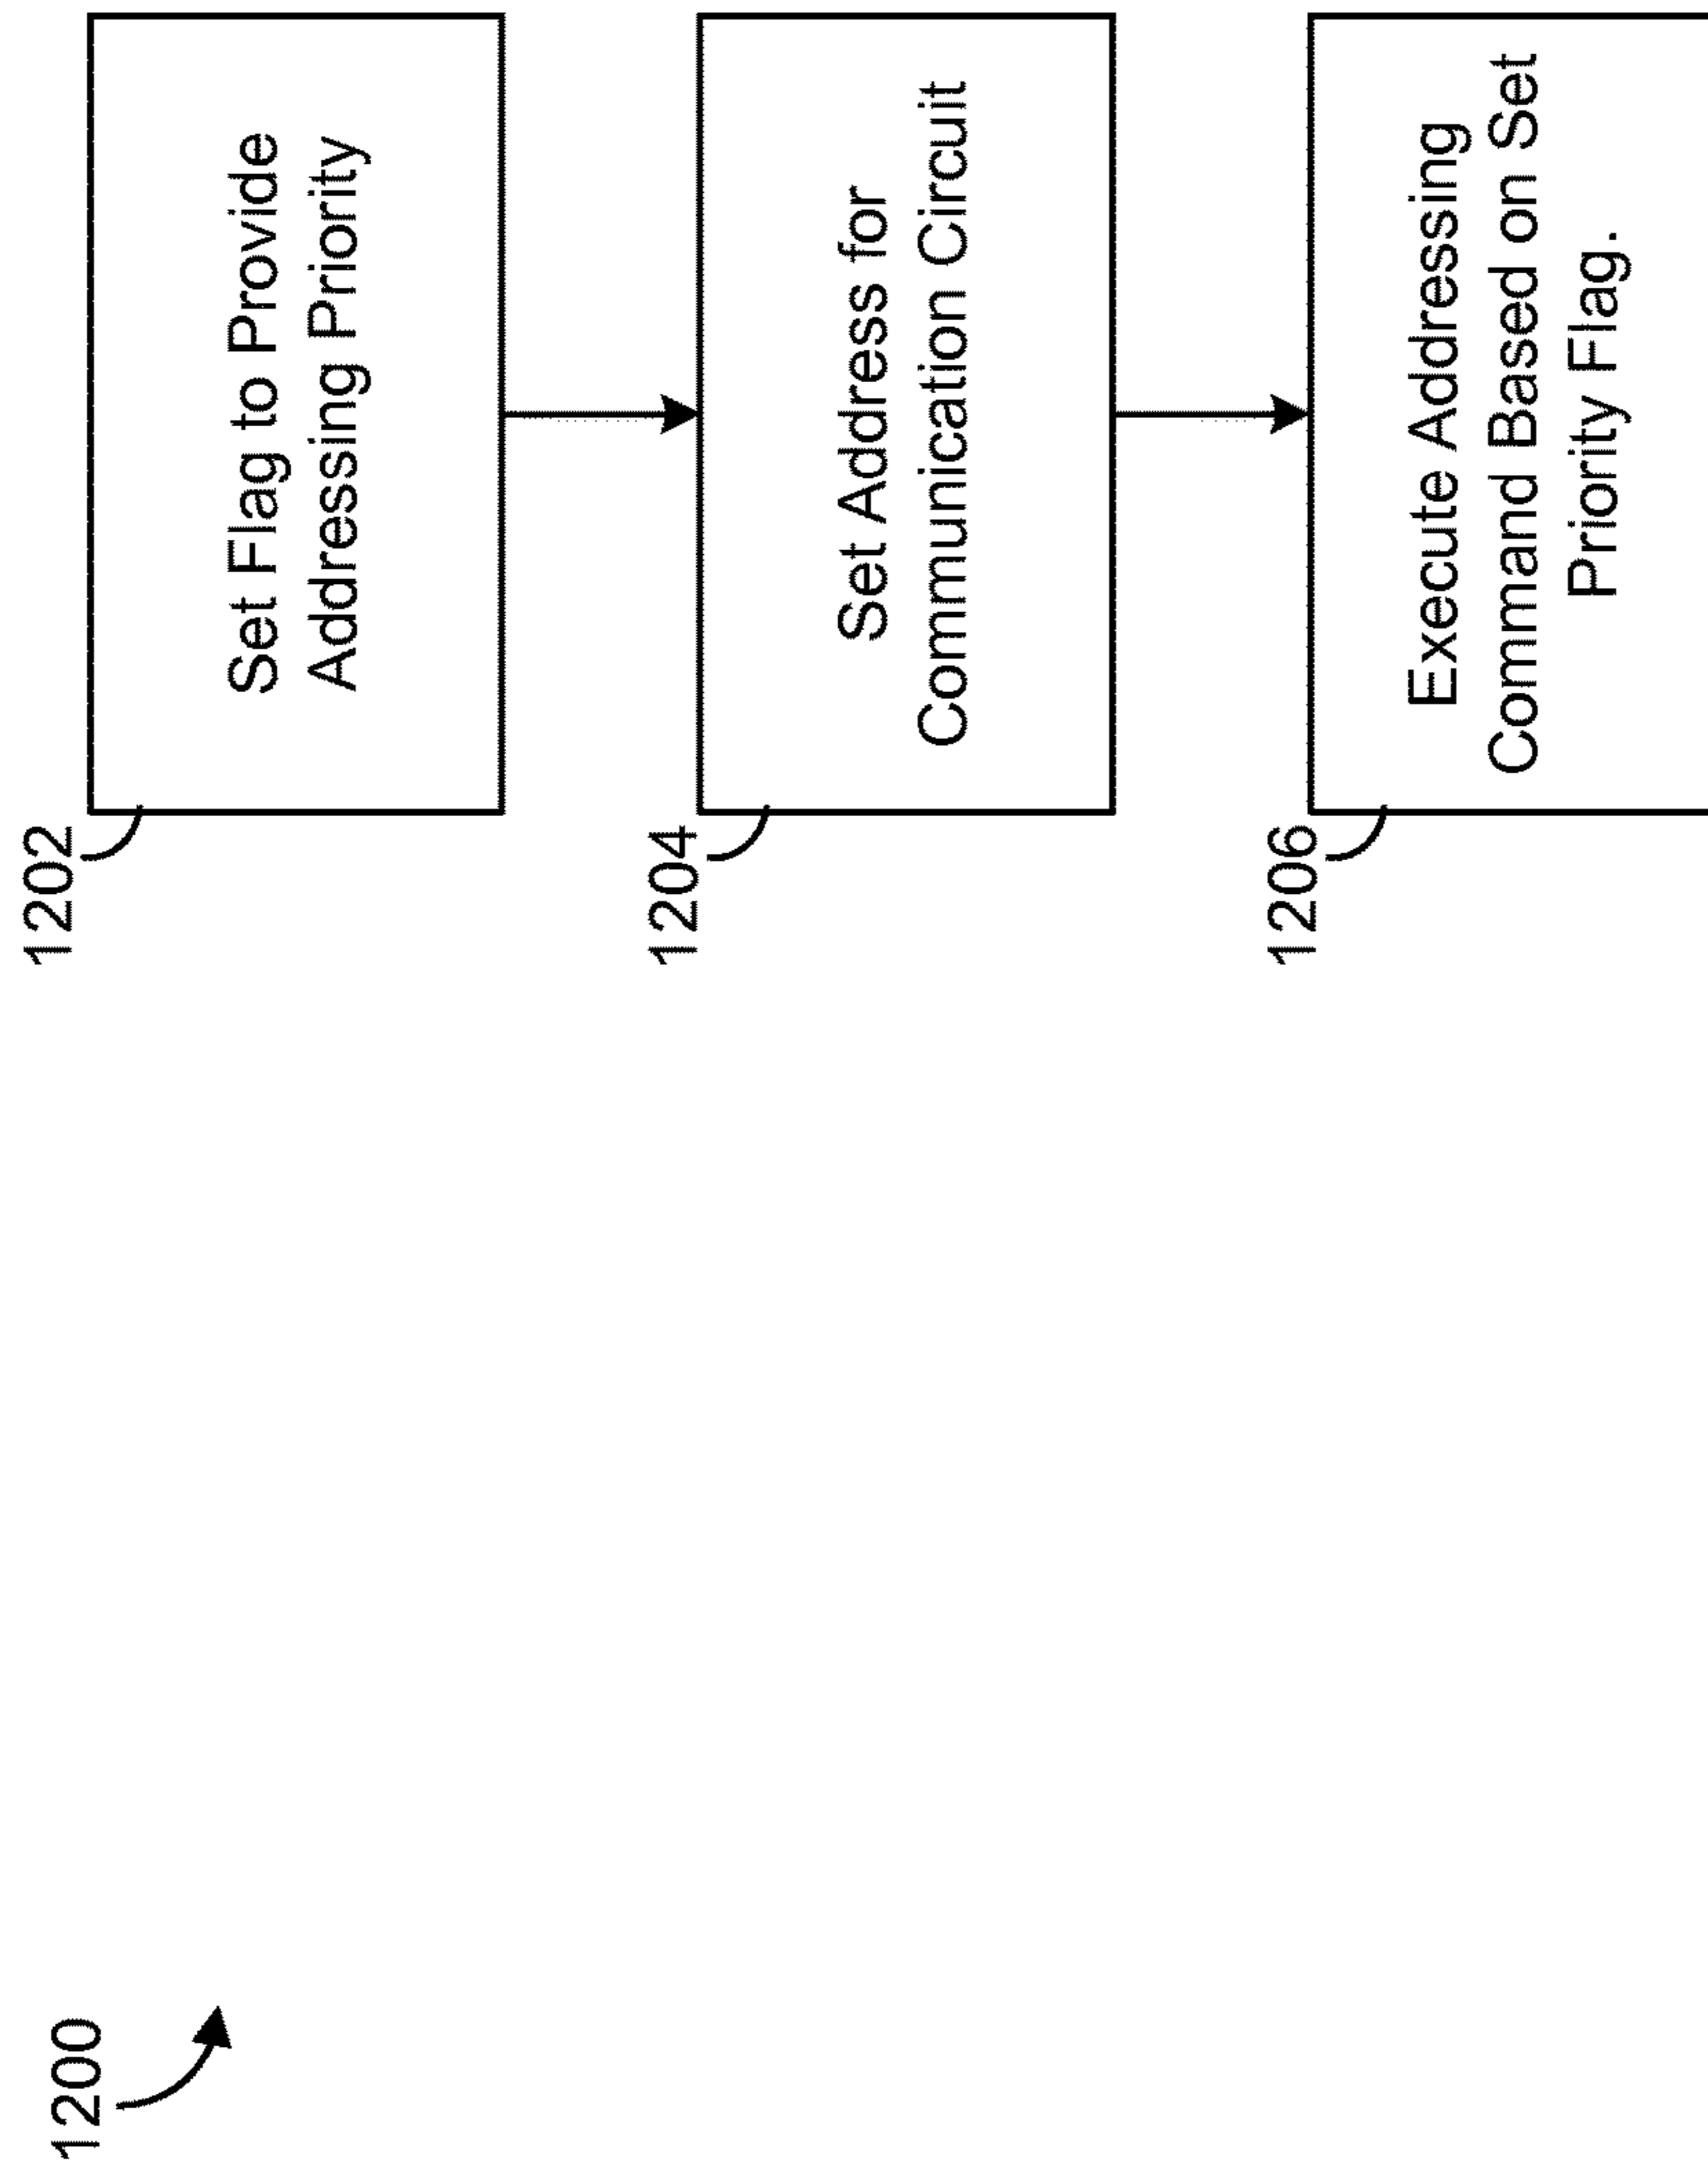 1200
1202
Set Flag to Provide
Addressing Priority
1204
Set Address for
Communication Circuit
1206
Execute Addressing
Command Based on Set
Priority Flag.